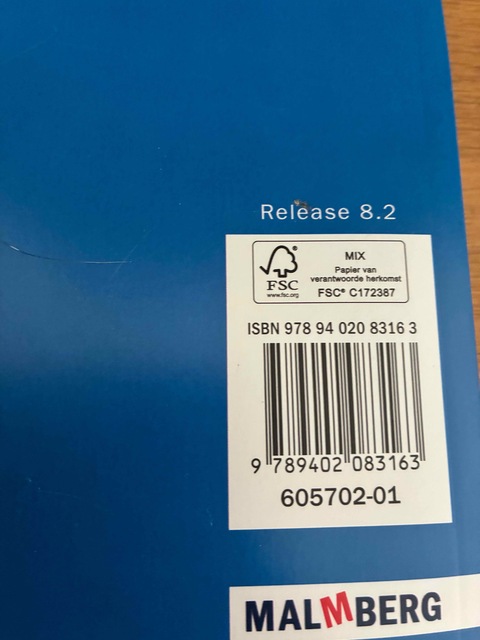 Release 8.2
MIX
Papier van
verantwoorde herkomst
FSC® C172387
FSC®
www.fsc.org
ISBN 978 94 020 8316 3
9 789402 083163
605702-01
MALMBERG